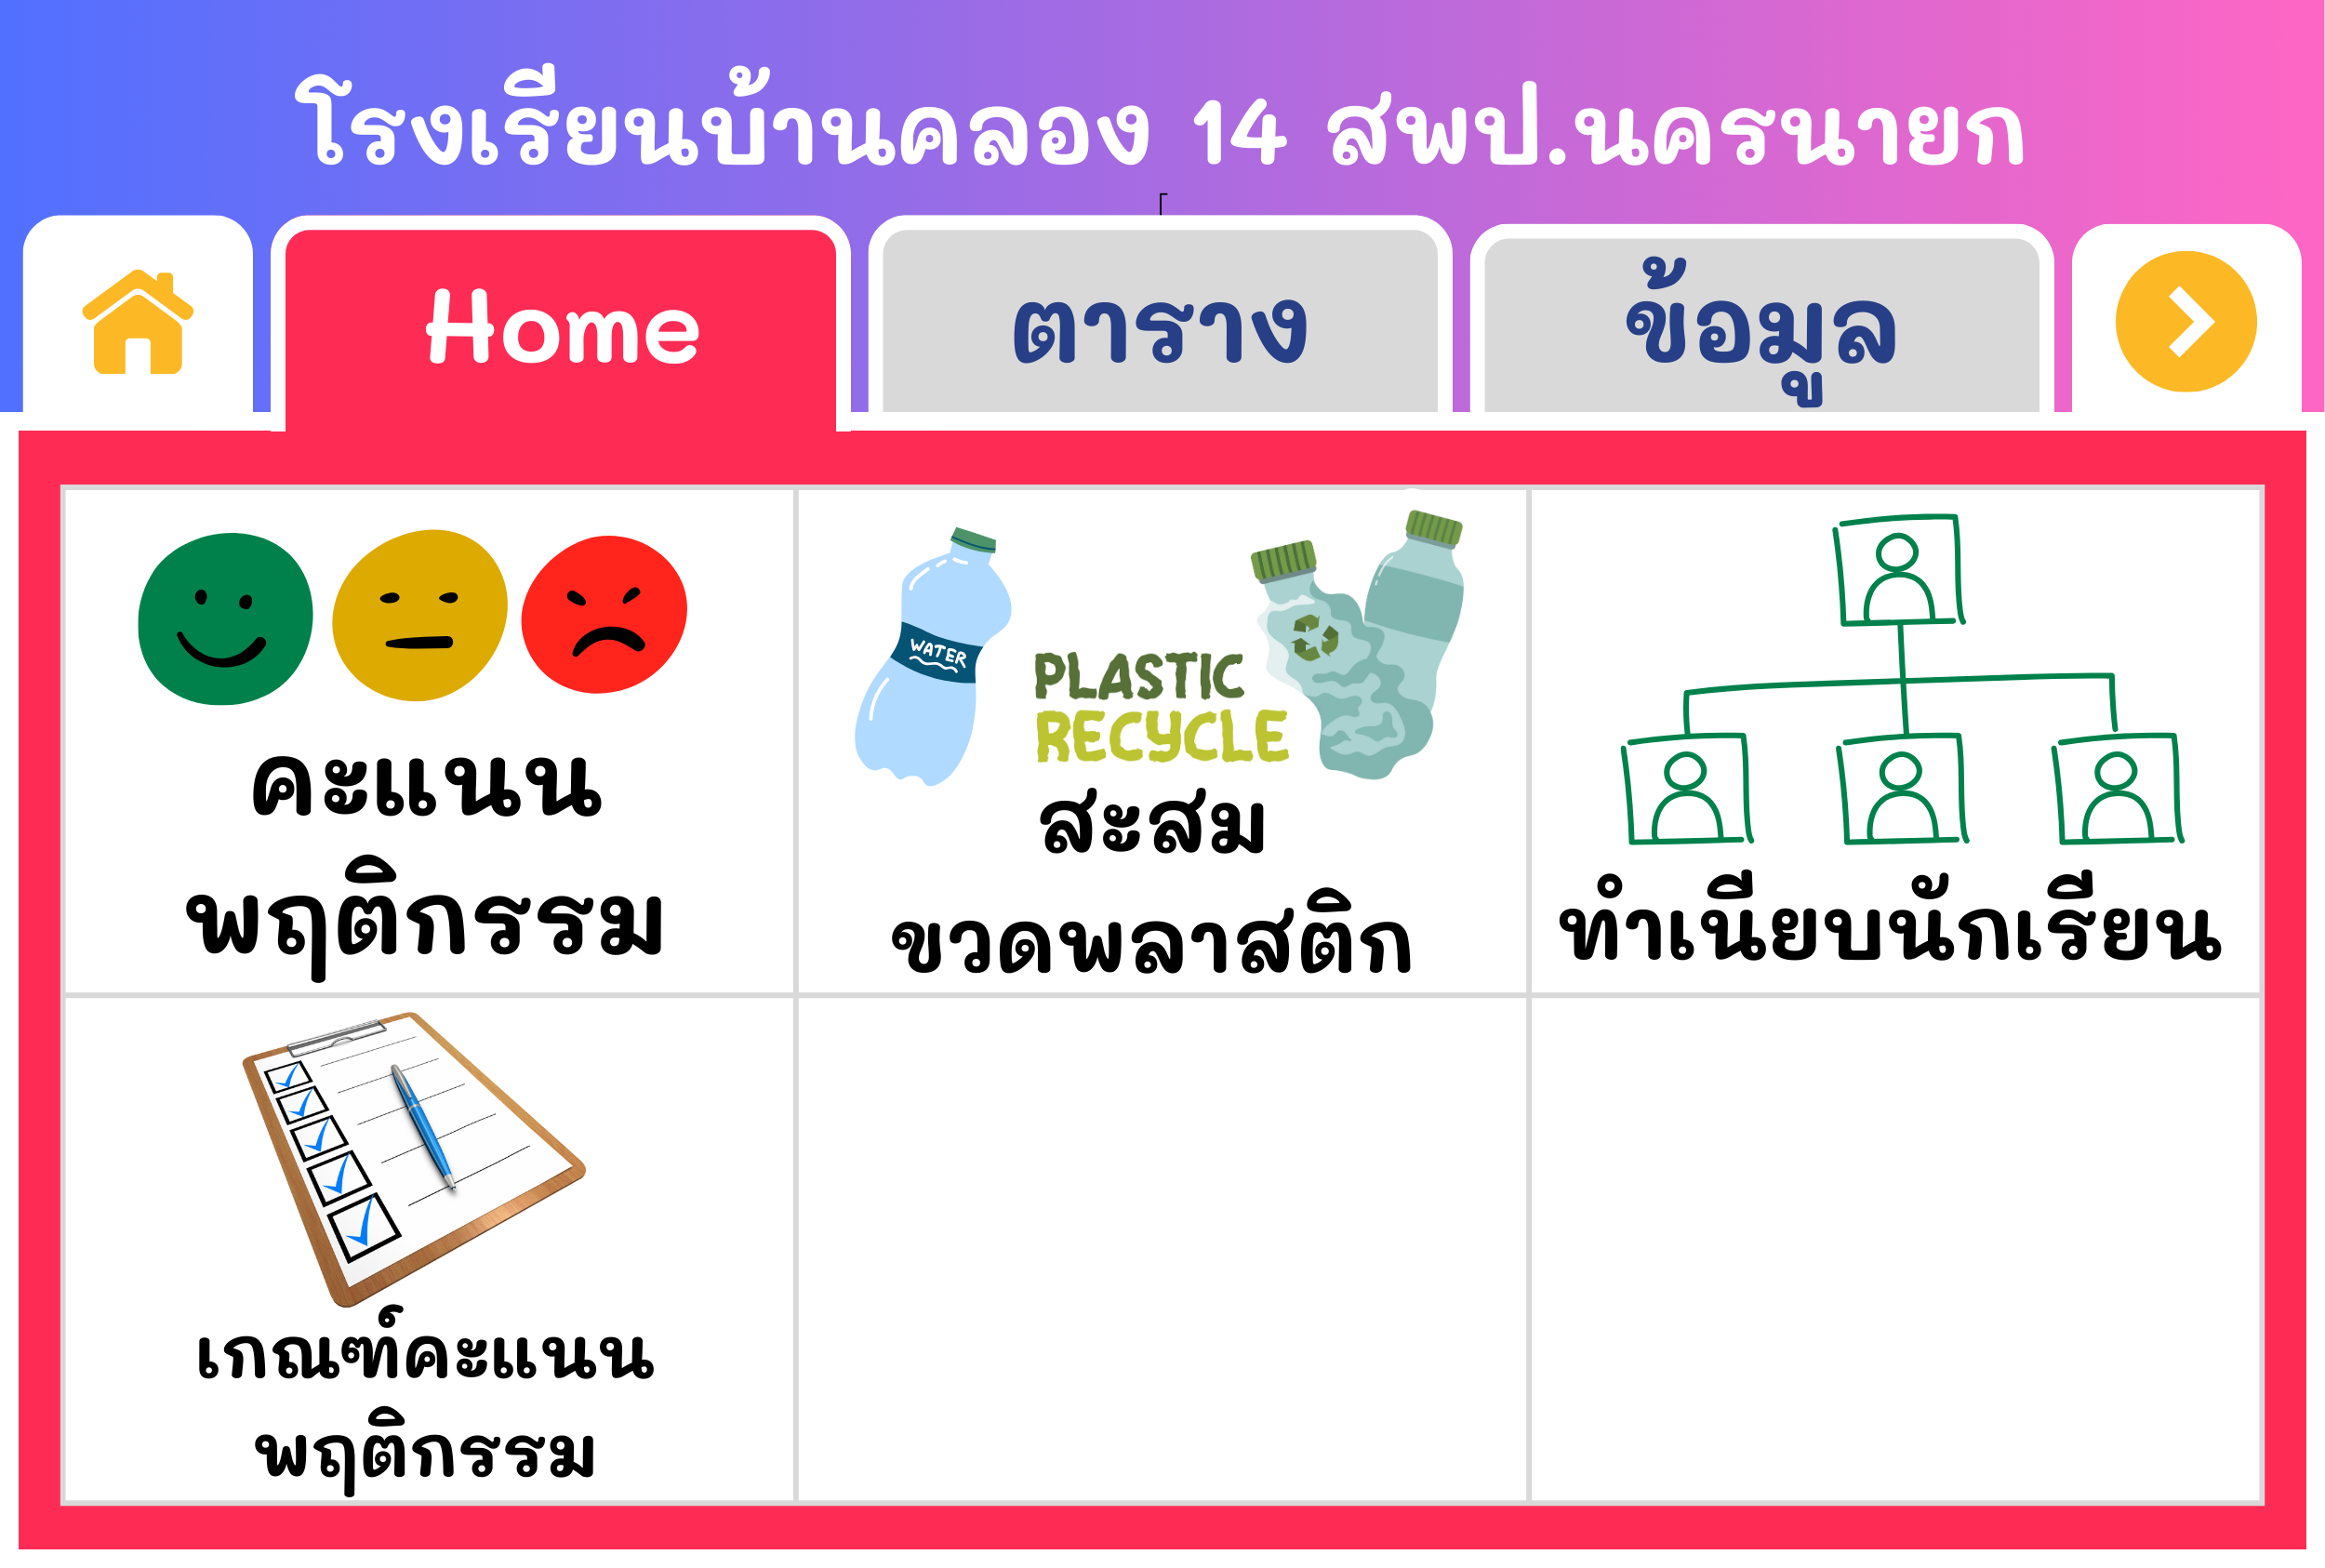 โรงเรียนบ้านคลอง 14 สพป.นครนายก
Home
ตาราง
ข้อมูล
WATER
PLASTIC
RECYCLE
คะแนน
พฤติกรรม
สะสม
ขวดพลาสติก
ทำเนียบนักเรียน
เกณฑ์คะแนน
พฤติกรรม